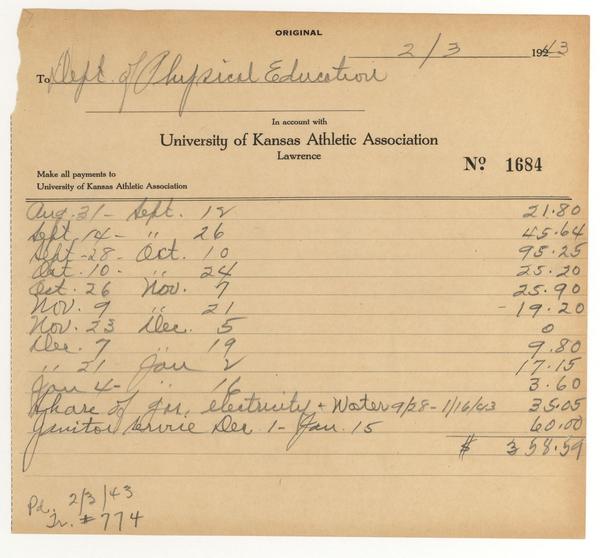 ORIGINAL
2/3 1943
To Dept. of Physical Education
In account with
University of Kansas Athletic Association
Lawrence
No 1684
Make all payments to
University of Kansas Athletic Association
Aug. 31 - Sept. 12 21.80
Sept. 14 - " 26 45.64
Sept - 28 - Oct. 10 95.25
Oct. 10 - " 24 25.20
Oct. 26 Nov. 7 25.90
Nov. 9 " 21 - 19.20
Nov. 23 Dec. 5 0
Dec. 7 " 19 9.80
" 21 Jan 2 17.15
Jan 4 - " 16 3.60
Share of gas, electricity + Water 9/28 - 1/16/43 35.05
Janitor service Dec. 1 - Jan. 15 60.00
$ 358.59
Pd. 2/3/43
Tr. # 774